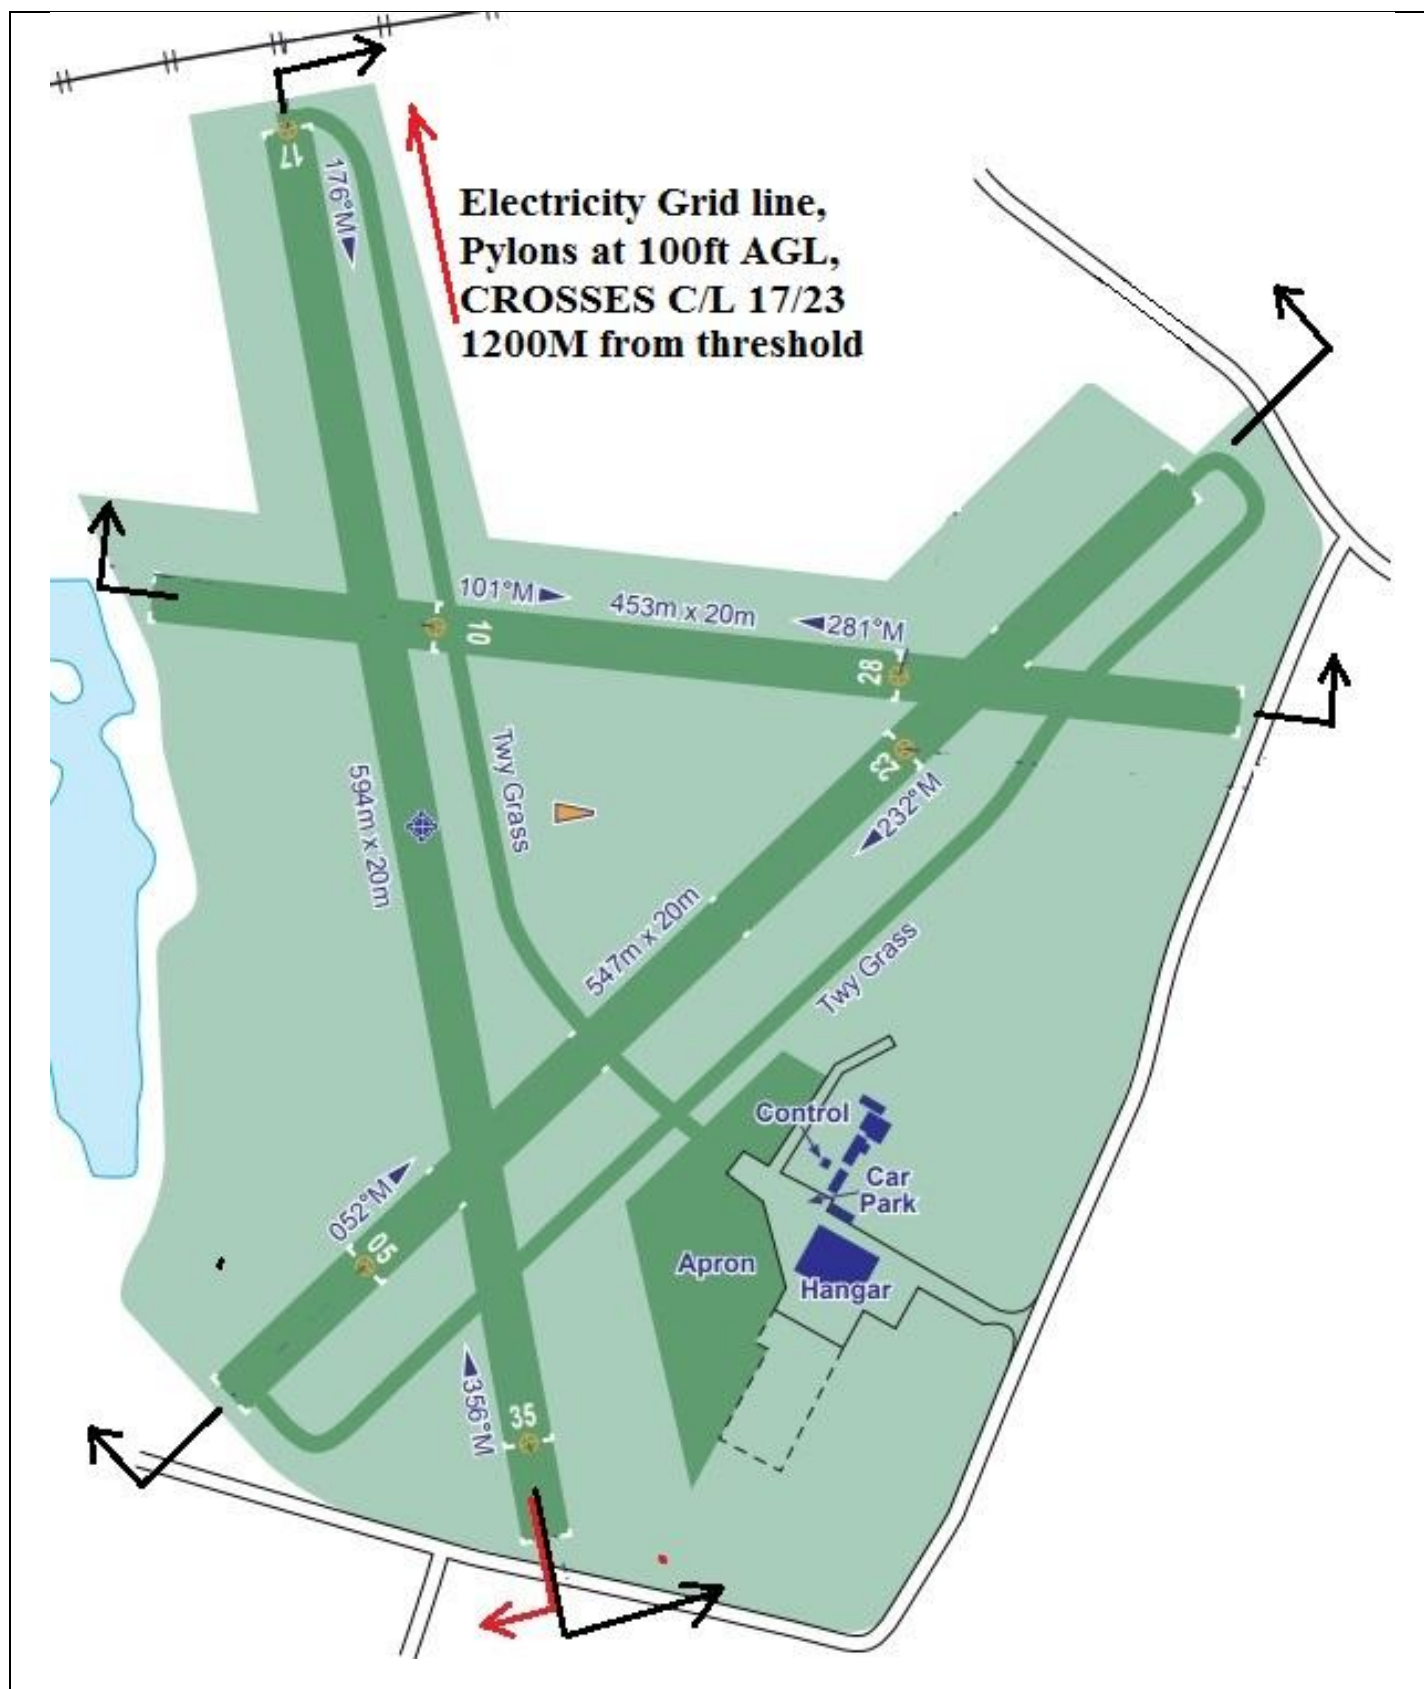 17
176°M
Electricity Grid line,
Pylons at 100ft AGL,
CROSSES C/L 17/23
1200M from threshold
101°M
453m x 20m
281°M
10
28
23
232°M
Twy Grass
594m x 20m
547m x 20m
Twy Grass
Control
Car
Park
052°M
05
Apron
Hangar
356°M
35